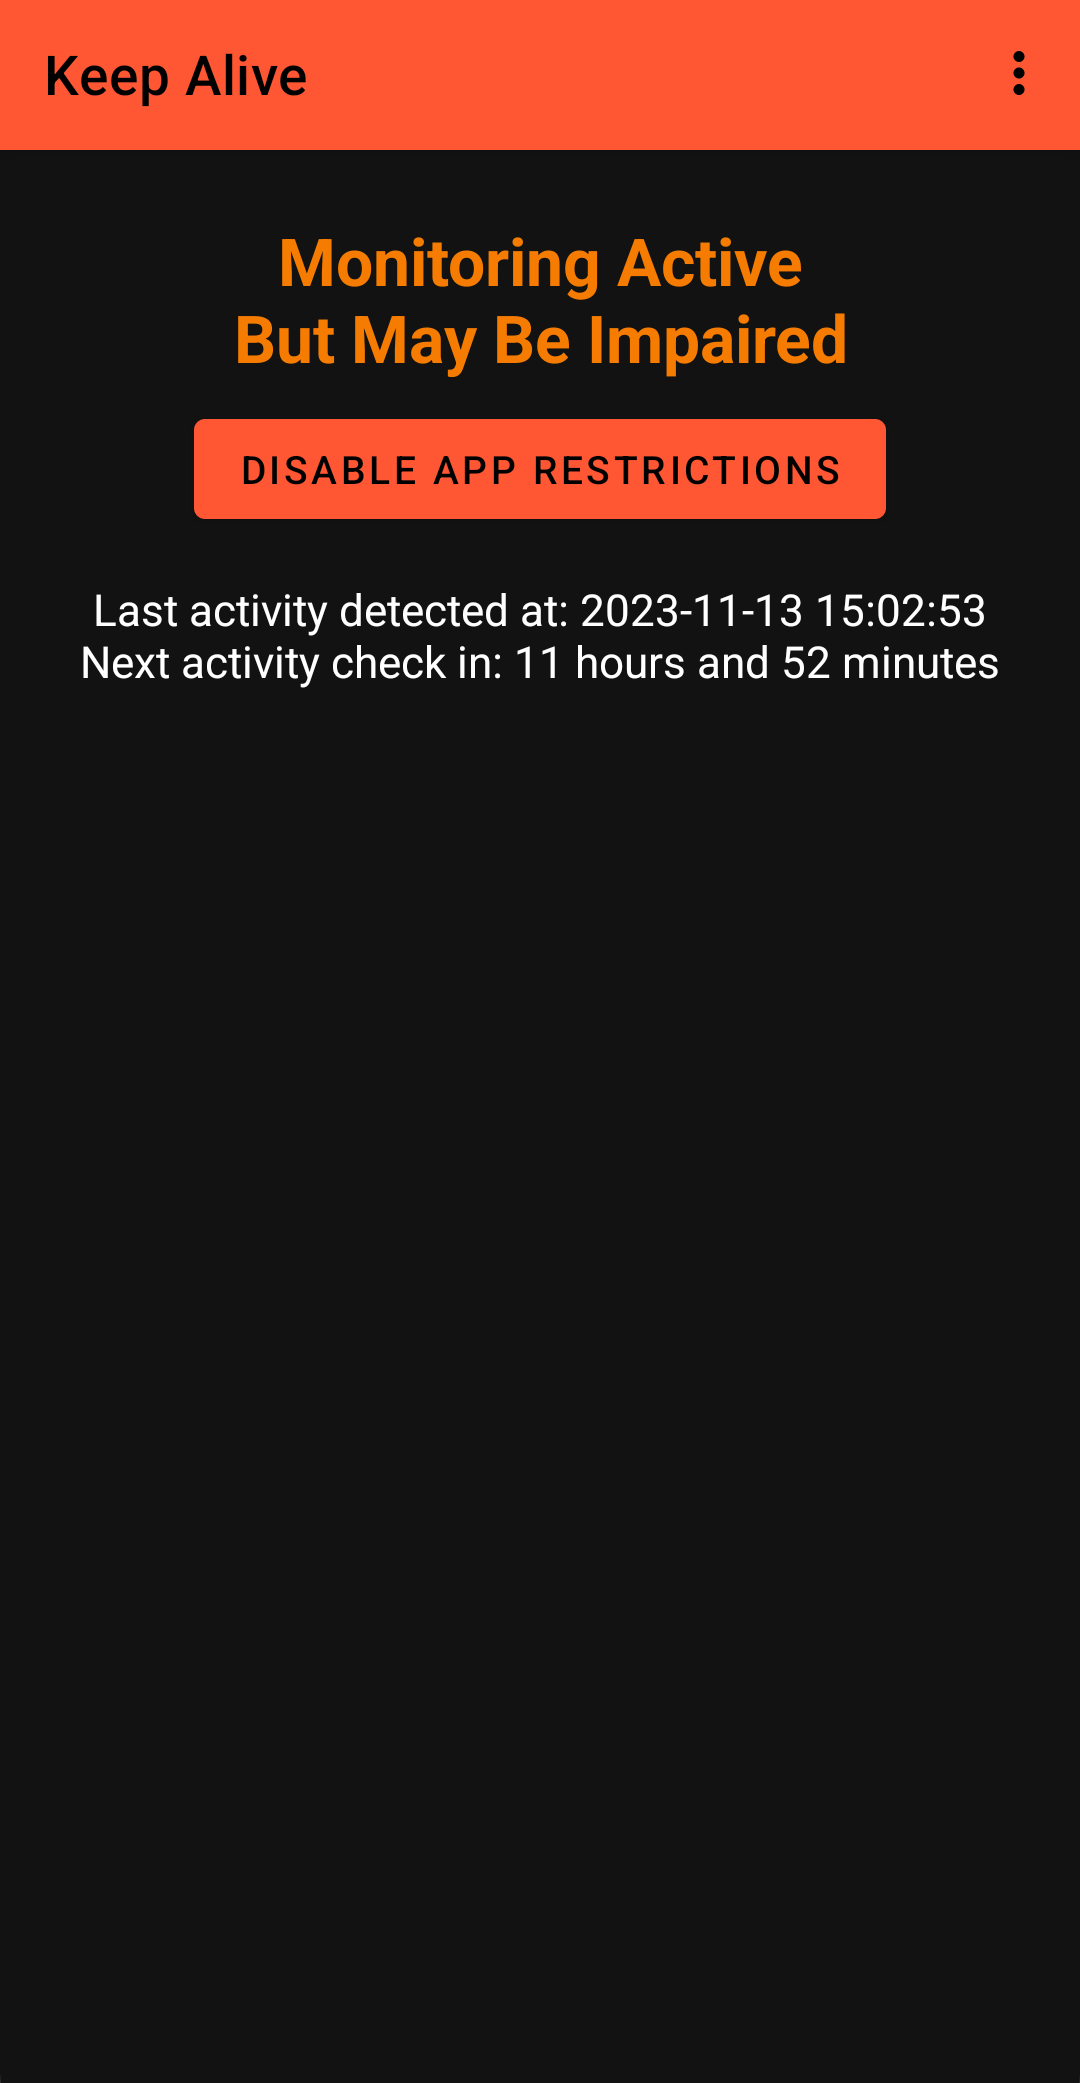 Keep Alive
Monitoring Active
But May Be Impaired
DISABLE APP RESTRICTIONS
Last activity detected at: 2023-11-13 15:02:53
Next activity check in: 11 hours and 52 minutes